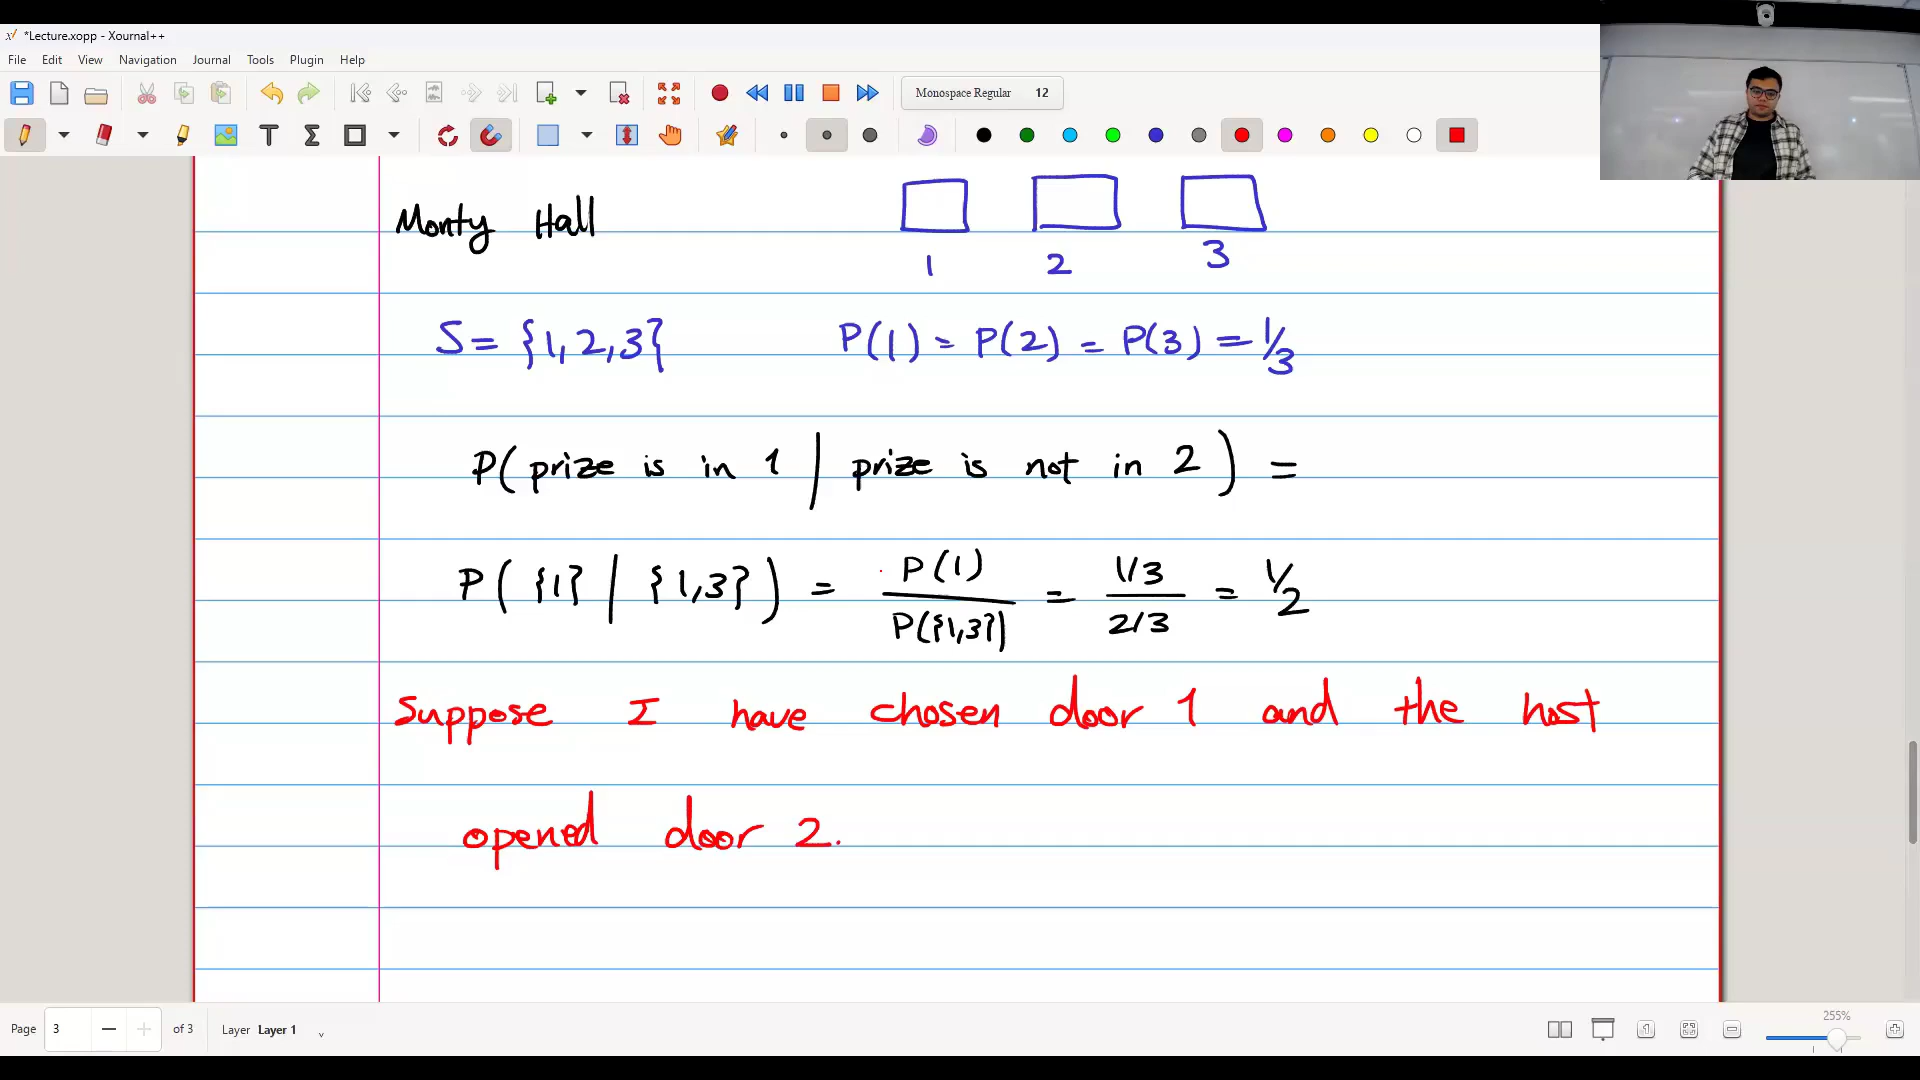 *Lecture.xopp - Xournal++
File Edit View Navigation Journal Tools Plugin Help
Monospace Regular 12
Monty Hall
1 2 3
S = {1,2,3} P(1) = P(2) = P(3) = 1/3
P(prize is in 1 | prize is not in 2) =
P({1} | {1,3}) = P(1) / P({1,3}) = 1/3 / 2/3 = 1/2
Suppose I have chosen door 1 and the host
opened door 2.
Page 3 of 3 Layer Layer 1 255%